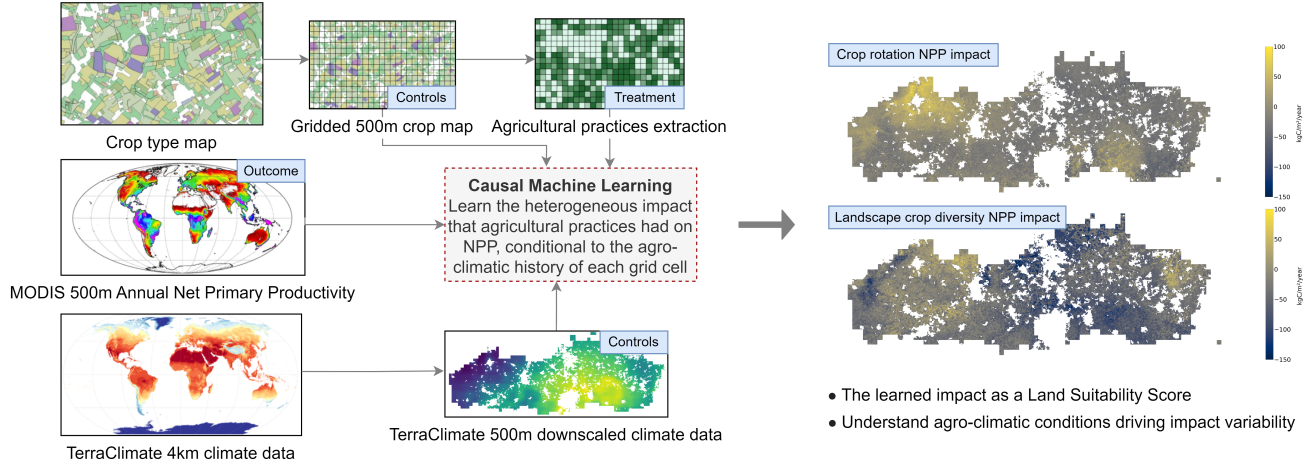 Controls
Treatment
Crop type map
Gridded 500m crop map
Agricultural practices extraction
Outcome
MODIS 500m Annual Net Primary Productivity
Causal Machine Learning
Learn the heterogeneous impact
that agricultural practices had on
NPP, conditional to the agro-
climatic history of each grid cell
TerraClimate 4km climate data
Controls
TerraClimate 500m downscaled climate data
Crop rotation NPP impact
100
50
0
−50
−100
−150
kgC/m²/year
Landscape crop diversity NPP impact
100
50
0
−50
−100
−150
kgC/m²/year
● The learned impact as a Land Suitability Score
● Understand agro-climatic conditions driving impact variability